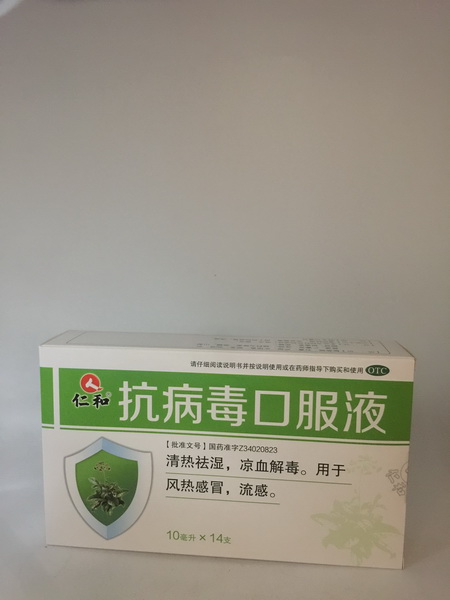 请仔细阅读说明书并按说明使用或在药师指导下购买和使用 OTC
仁和 抗病毒口服液
【批准文号】国药准字Z34020823
清热祛湿，凉血解毒。用于
风热感冒，流感。
10毫升×14支